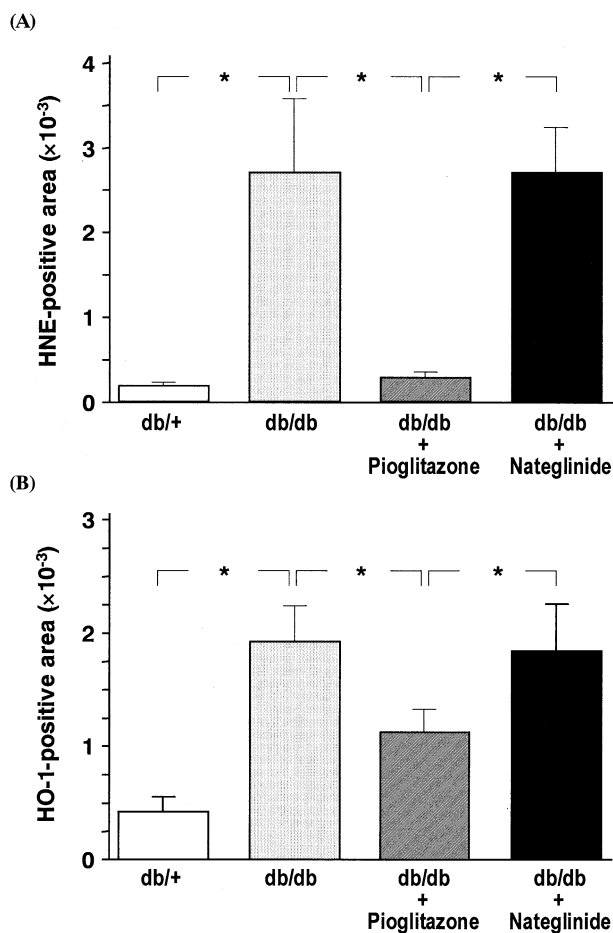 (A)
HNE-positive area (×10⁻³)
4
3
2
1
0
* * *
db/+ db/db db/db db/db
+ +
Pioglitazone Nateglinide
(B)
HO-1-positive area (×10⁻³)
3
2
1
0
* * *
db/+ db/db db/db db/db
+ +
Pioglitazone Nateglinide